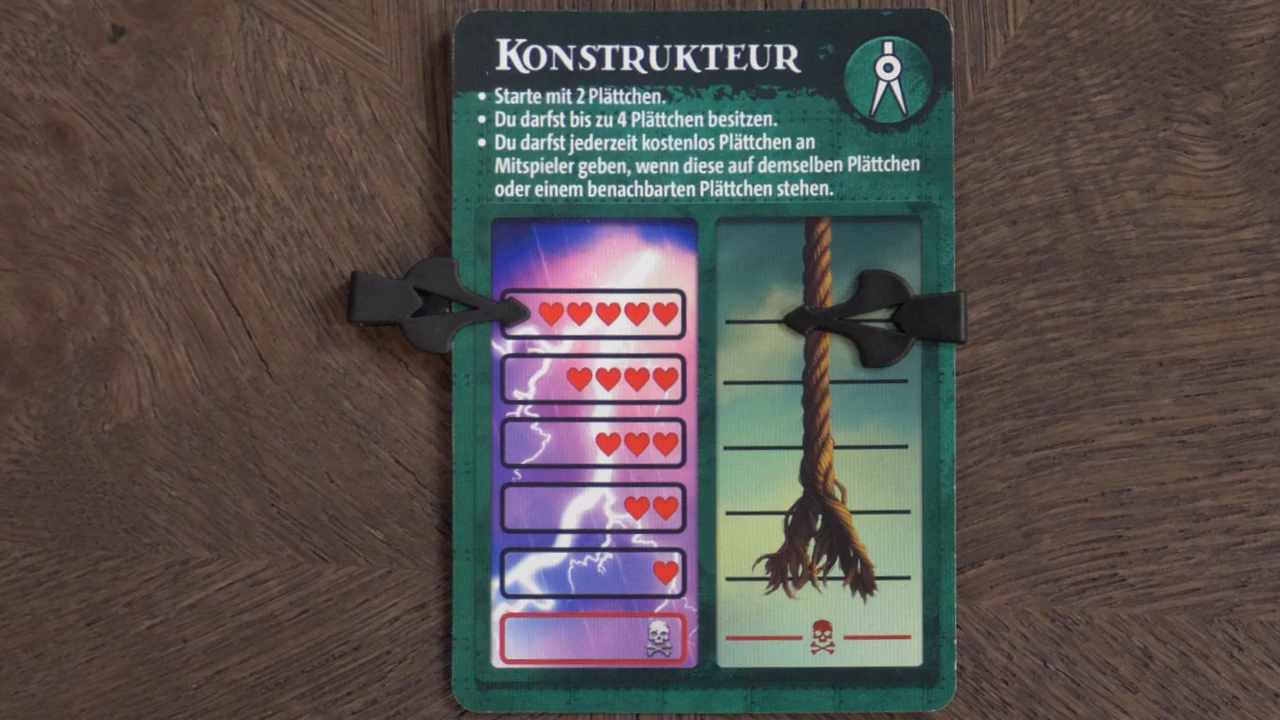 KONSTRUKTEUR
• Starte mit 2 Plättchen.
• Du darfst bis zu 4 Plättchen besitzen.
• Du darfst jederzeit kostenlos Plättchen an
Mitspieler geben, wenn diese auf demselben Plättchen
oder einem benachbarten Plättchen stehen.